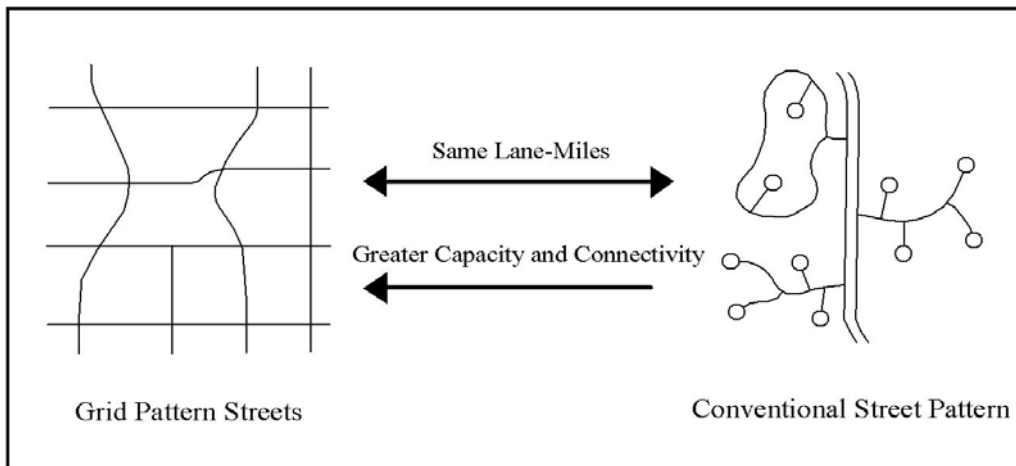 Same Lane-Miles
Greater Capacity and Connectivity
Grid Pattern Streets
Conventional Street Pattern